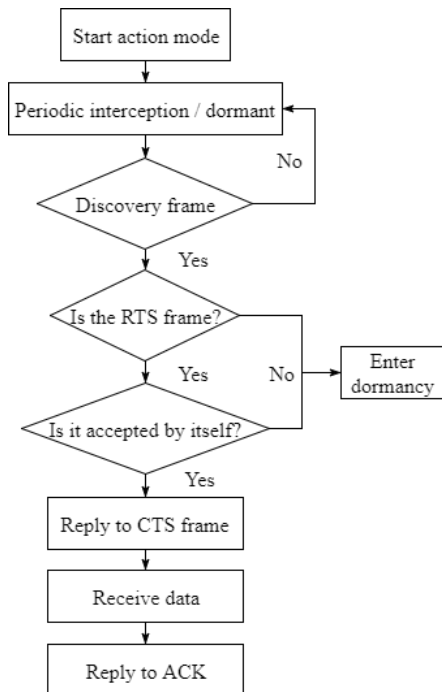 Start action mode
Periodic interception / dormant
No
Discovery frame
Yes
Is the RTS frame?
Yes
No
Enter
dormancy
Is it accepted by itself?
Yes
Reply to CTS frame
Receive data
Reply to ACK